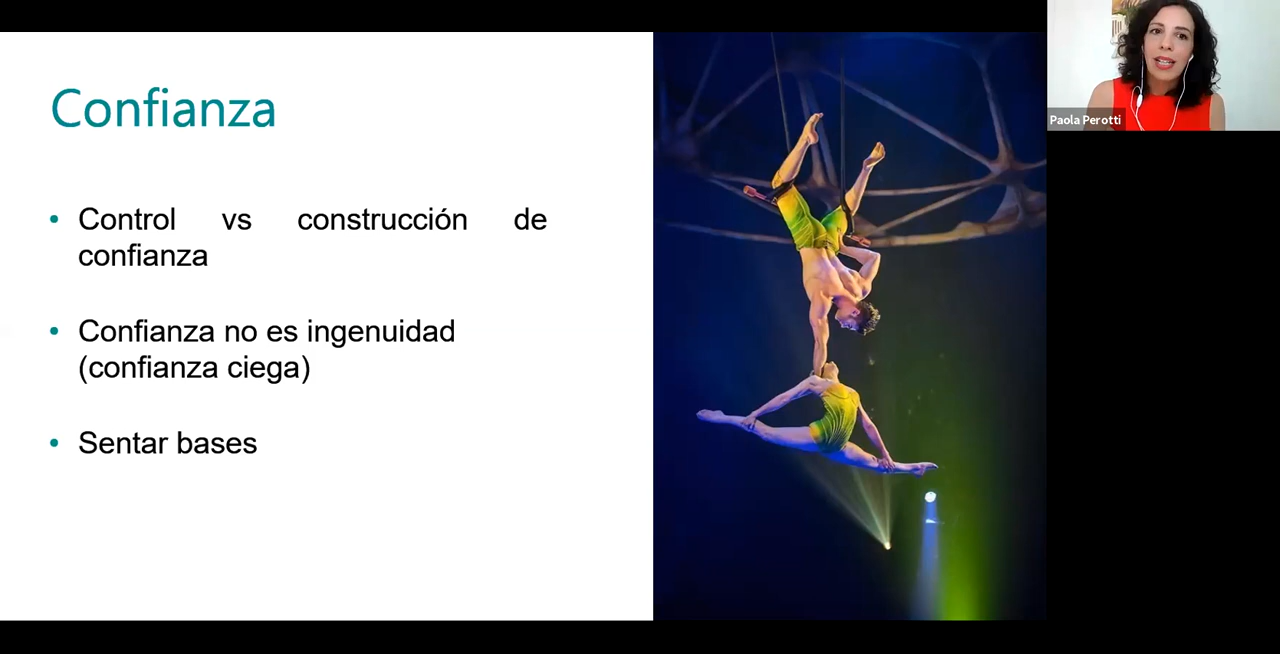 Confianza
• Control vs construcción de
confianza
• Confianza no es ingenuidad
(confianza ciega)
• Sentar bases
Paola Perotti